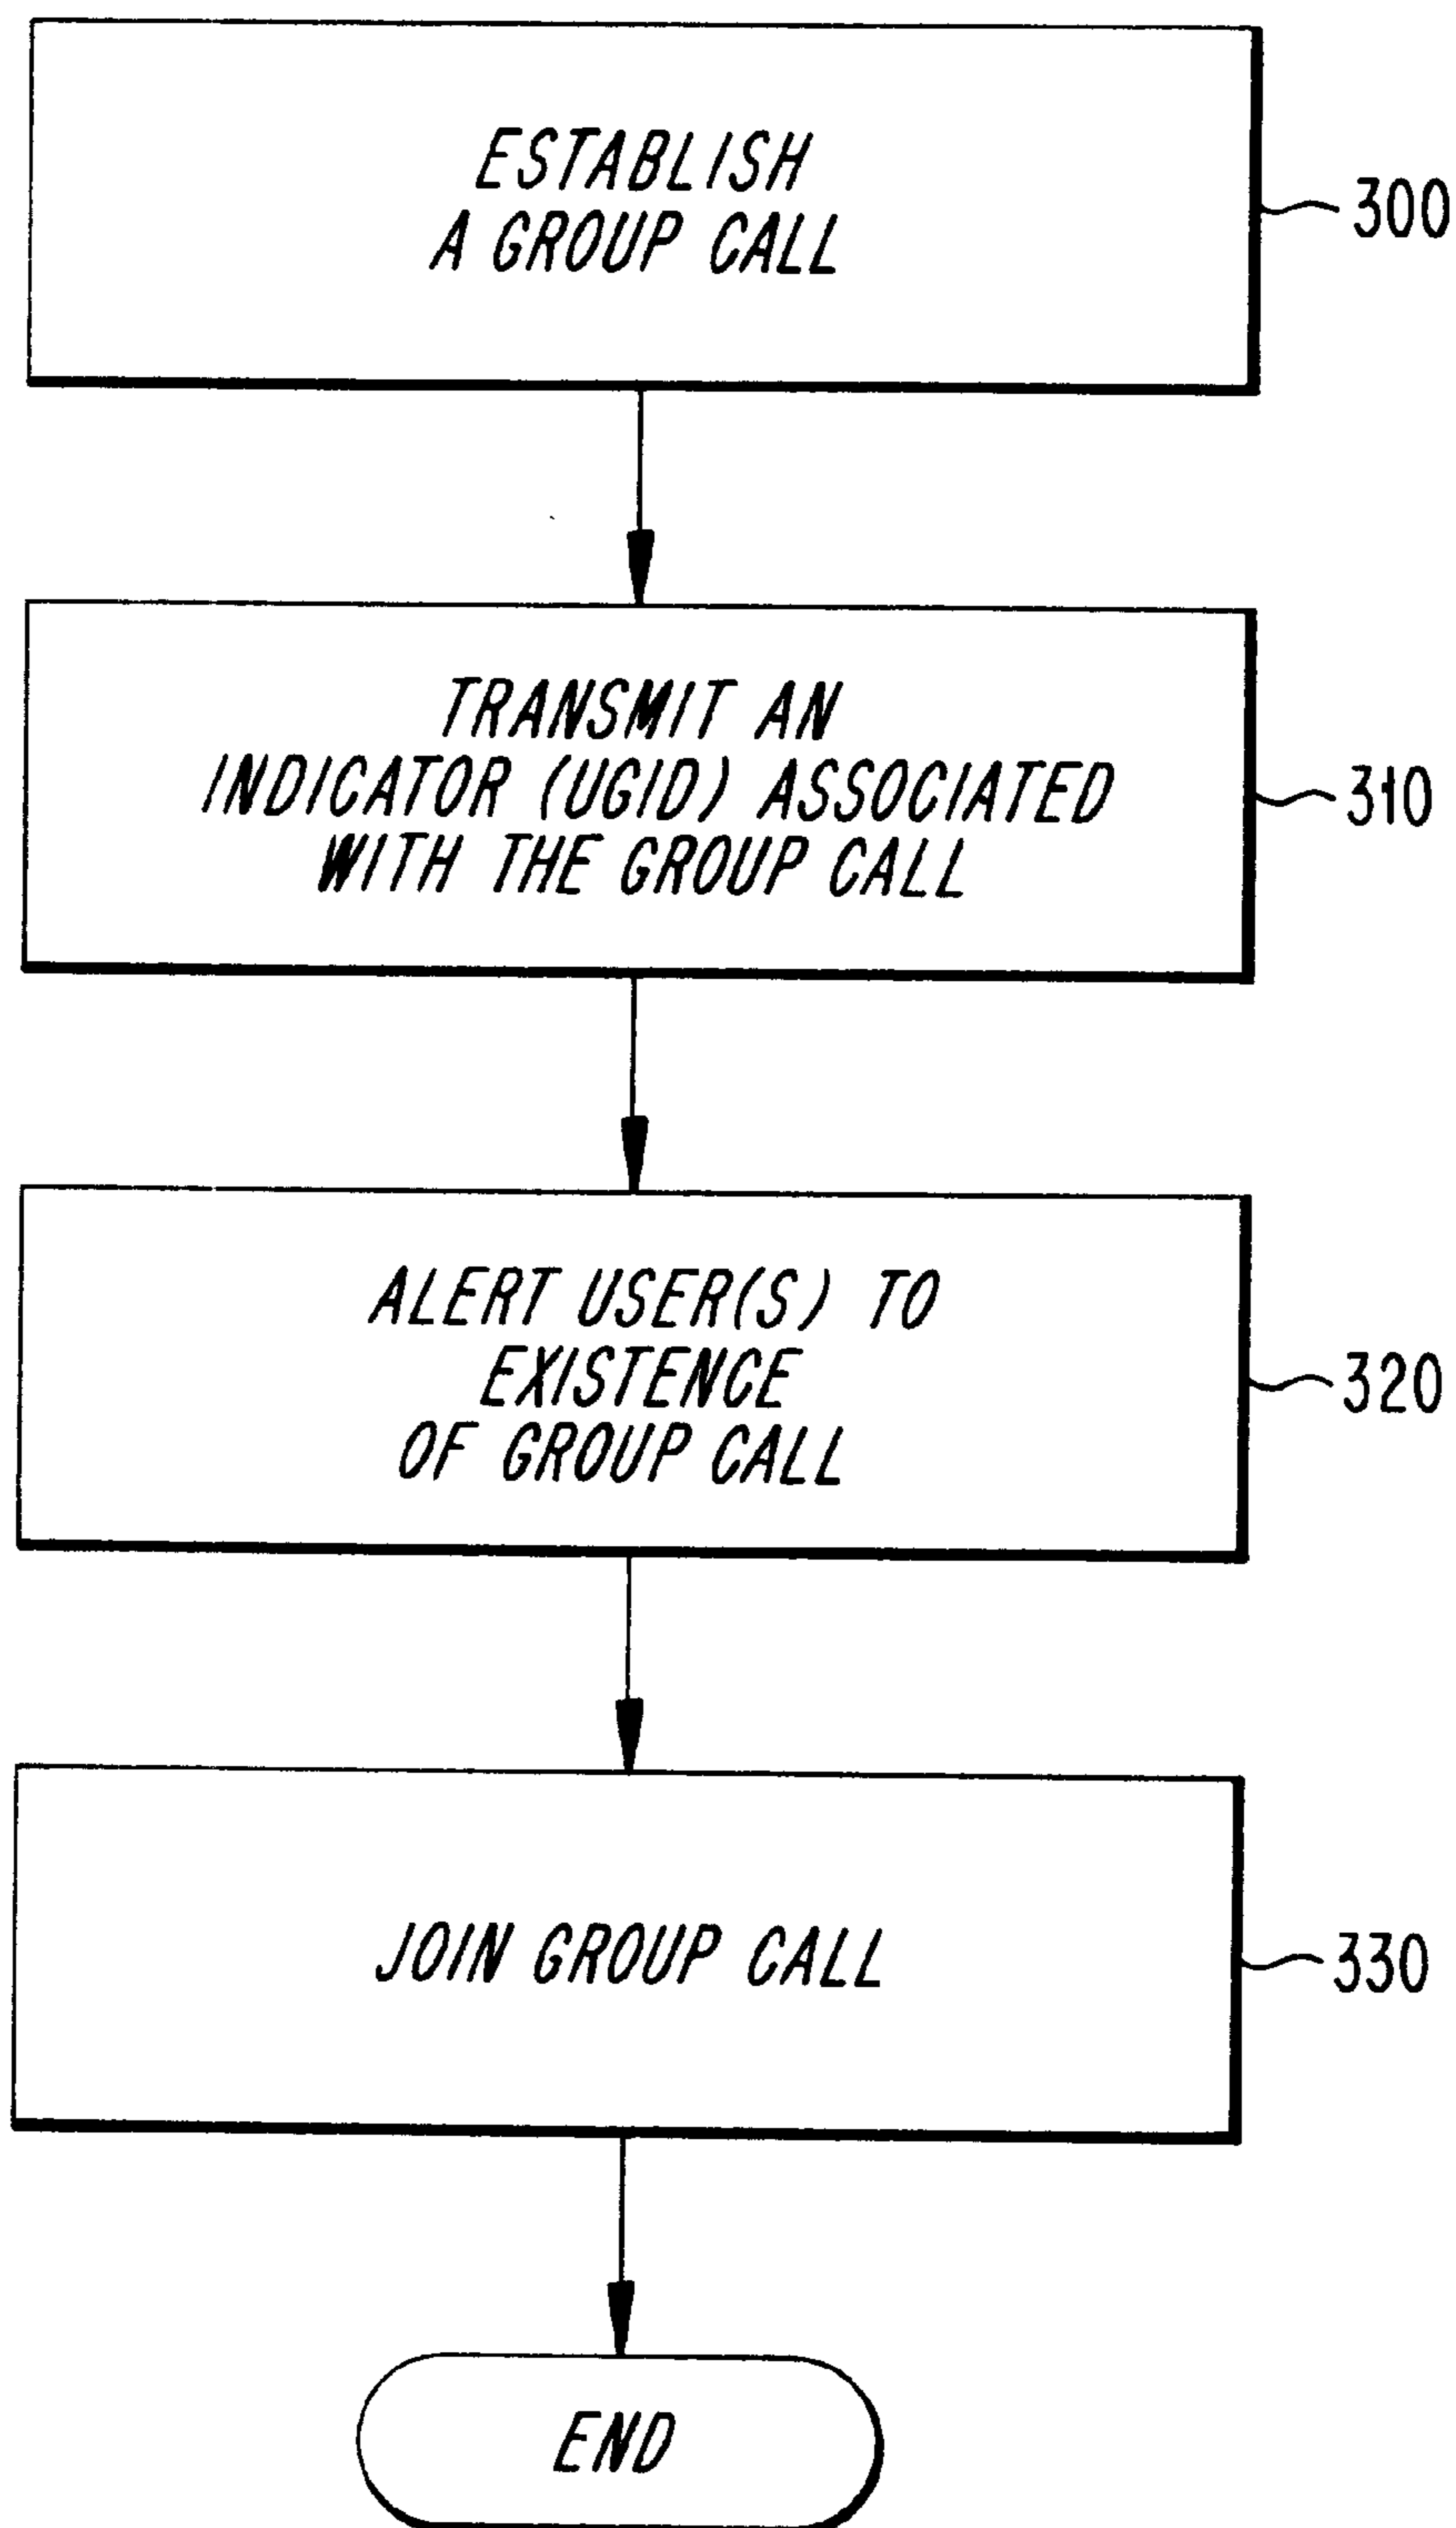 ESTABLISH
A GROUP CALL
300
TRANSMIT AN
INDICATOR (UGID) ASSOCIATED
WITH THE GROUP CALL
310
ALERT USER(S) TO
EXISTENCE
OF GROUP CALL
320
JOIN GROUP CALL
330
END